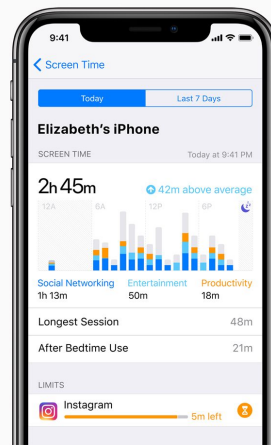 9:41
Screen Time
Today Last 7 Days
Elizabeth's iPhone
SCREEN TIME Today at 9:41 PM
2h 45m 42m above average
12A 6A 12P 6P
Social Networking Entertainment Productivity
1h 13m 50m 18m
Longest Session 48m
After Bedtime Use 21m
LIMITS
Instagram
5m left